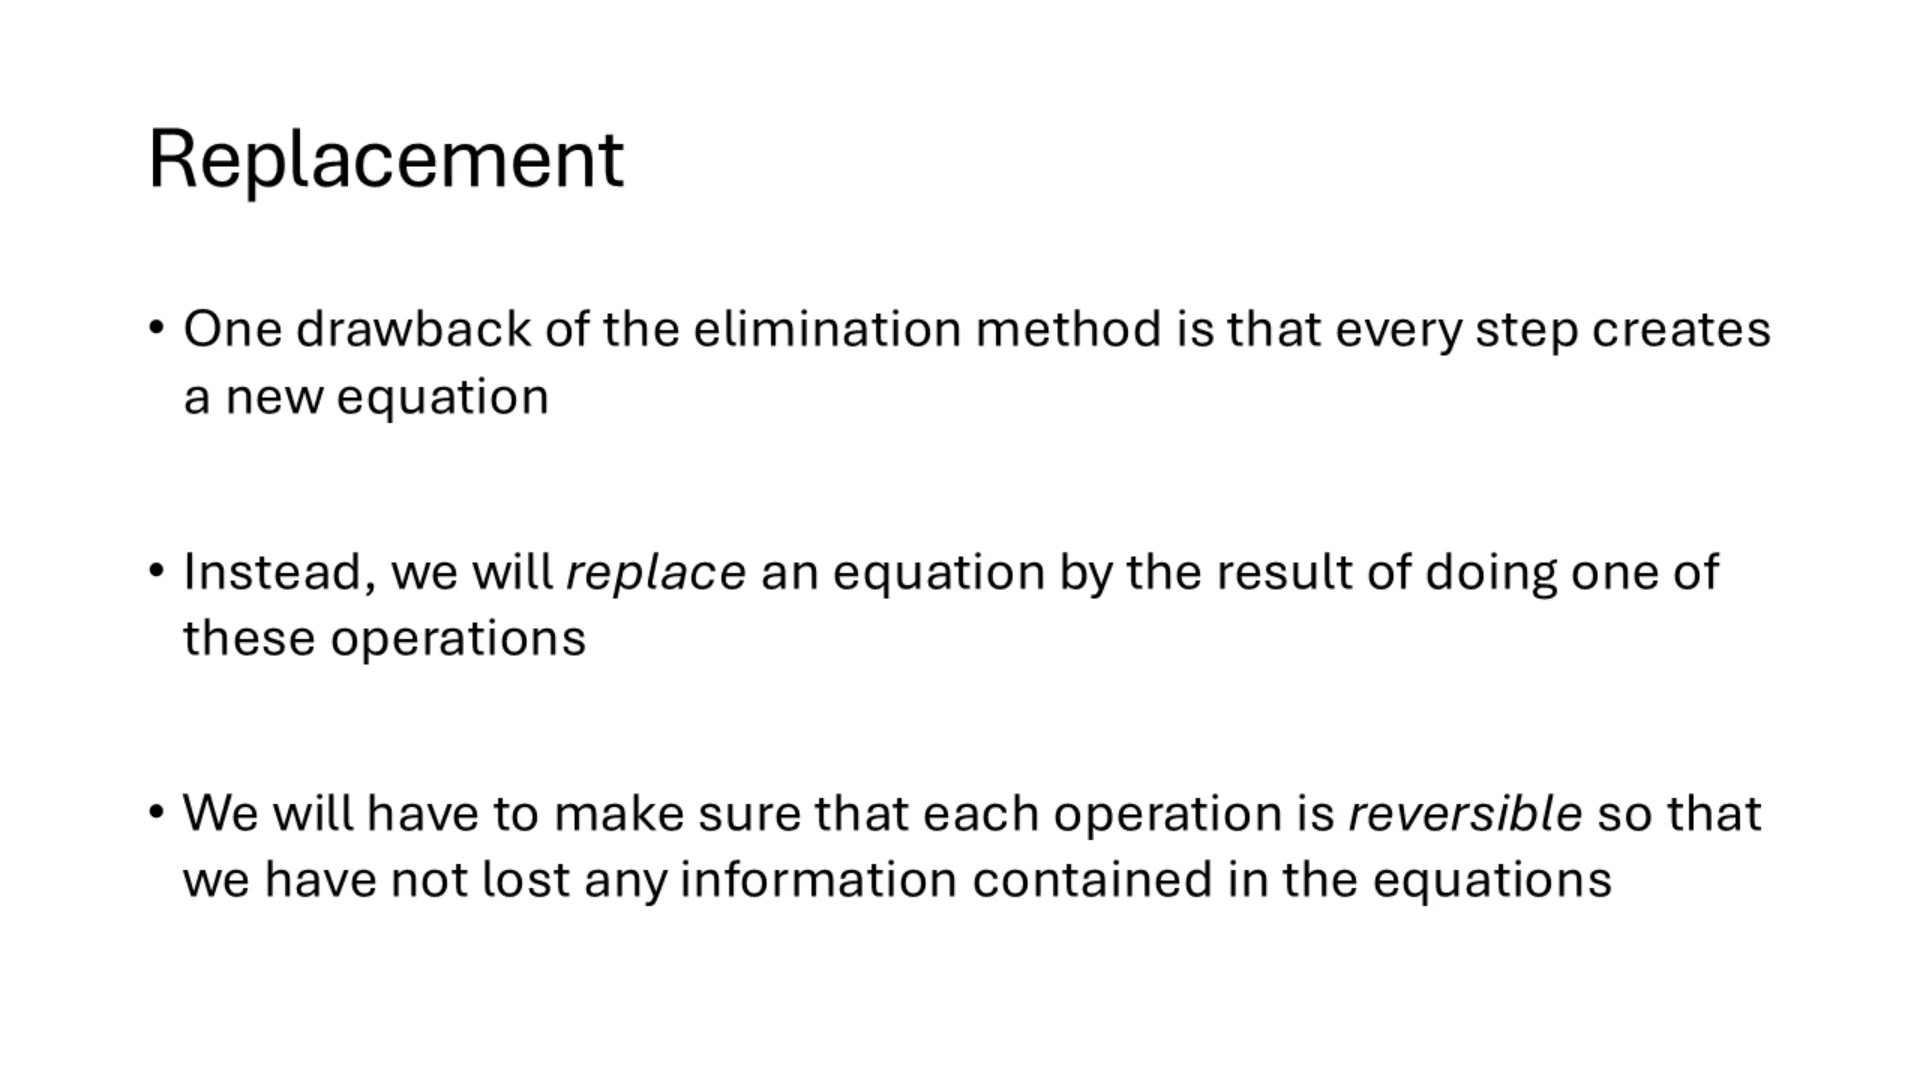 Replacement
• One drawback of the elimination method is that every step creates
a new equation
• Instead, we will replace an equation by the result of doing one of
these operations
• We will have to make sure that each operation is reversible so that
we have not lost any information contained in the equations